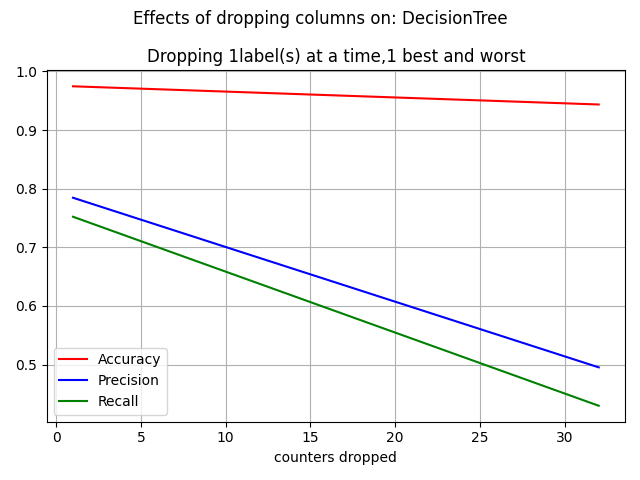 Effects of dropping columns on: DecisionTree
Dropping 1label(s) at a time,1 best and worst
1.0
0.9
0.8
0.7
0.6
0.5
Accuracy
Precision
Recall
0 5 10 15 20 25 30
counters dropped